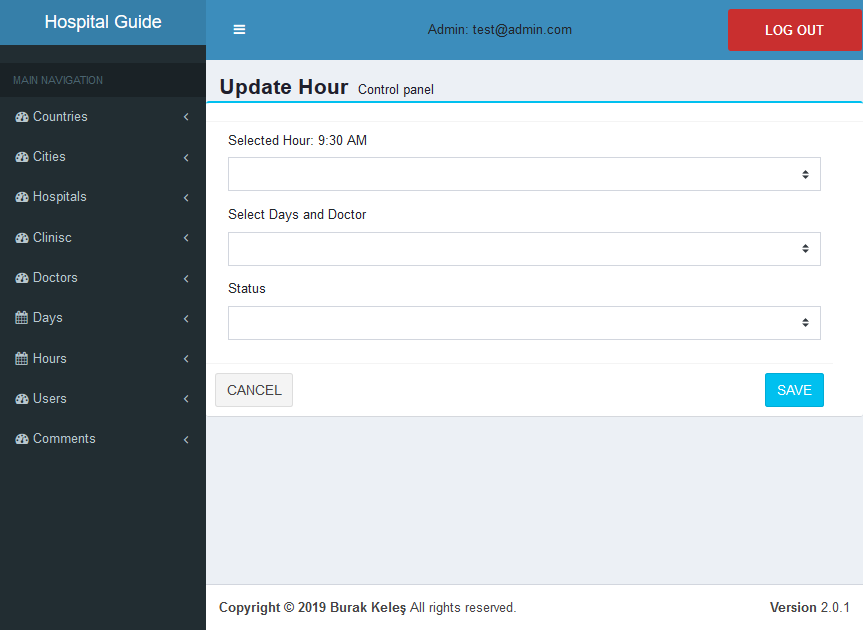 Hospital Guide
Admin: test@admin.com
LOG OUT
MAIN NAVIGATION
Countries
Cities
Hospitals
Clinisc
Doctors
Days
Hours
Users
Comments
Update Hour Control panel
Selected Hour: 9:30 AM
Select Days and Doctor
Status
CANCEL
SAVE
Copyright © 2019 Burak Keleş All rights reserved.
Version 2.0.1